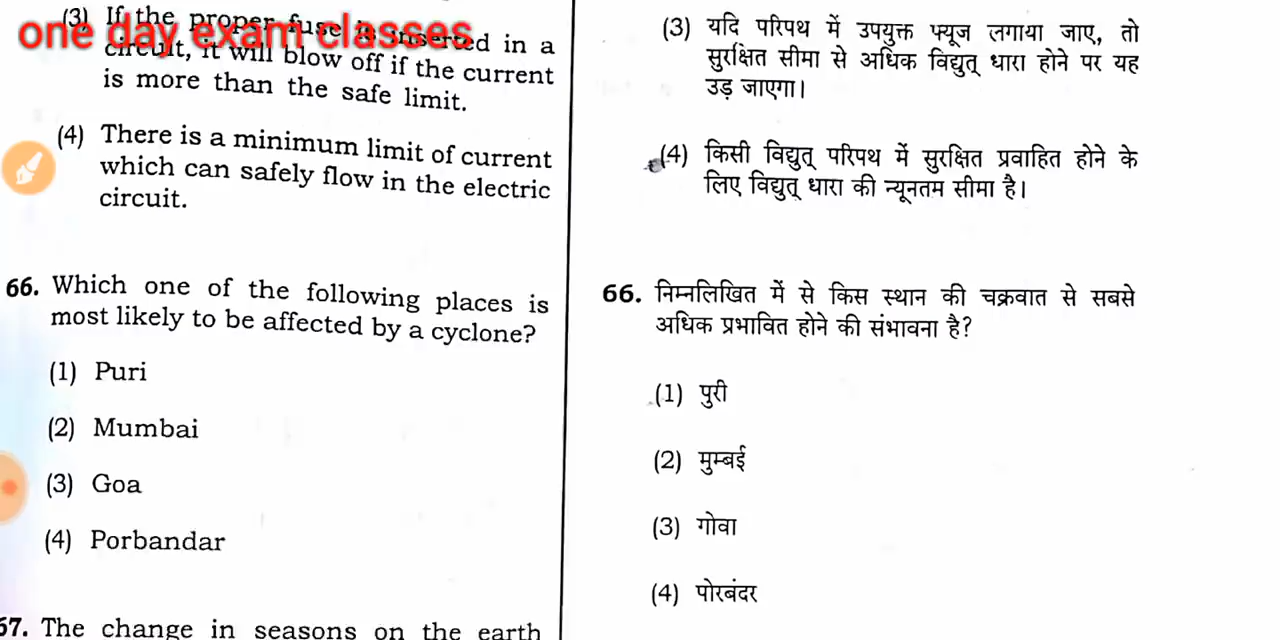 one day exam classes
(3) If the proper fuse is inserted in a
circuit, it will blow off if the current
is more than the safe limit.
(4) There is a minimum limit of current
which can safely flow in the electric
circuit.
66. Which one of the following places is
most likely to be affected by a cyclone?
(1) Puri
(2) Mumbai
(3) Goa
(4) Porbandar
67. The change in seasons on the earth
(3) यदि परिपथ में उपयुक्त फ्यूज लगाया जाए, तो
सुरक्षित सीमा से अधिक विद्युत् धारा होने पर यह
उड़ जाएगा।
(4) किसी विद्युत् परिपथ में सुरक्षित प्रवाहित होने के
लिए विद्युत् धारा की न्यूनतम सीमा है।
66. निम्नलिखित में से किस स्थान की चक्रवात से सबसे
अधिक प्रभावित होने की संभावना है?
(1) पुरी
(2) मुम्बई
(3) गोवा
(4) पोरबंदर